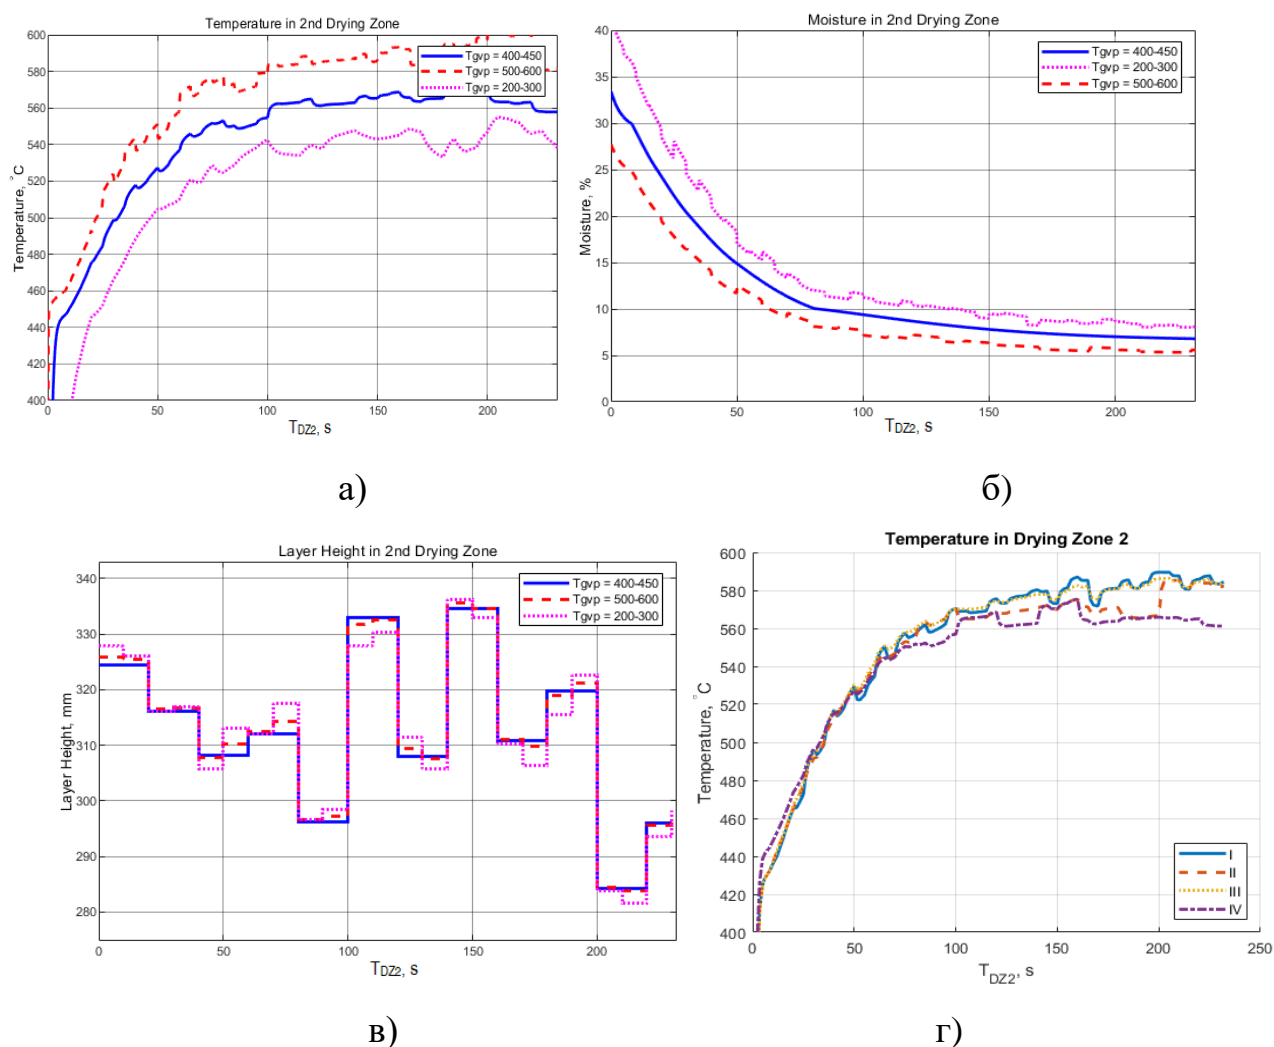 Temperature in 2nd Drying Zone
600
580
560
540
520
500
480
460
440
420
400
Temperature, °C
0
50
100
150
200
T DZ2, s
Tgvp = 400-450
Tgvp = 500-600
Tgvp = 200-300
а)
Moisture in 2nd Drying Zone
40
35
30
25
20
15
10
5
0
Moisture, %
0
50
100
150
200
T DZ2, s
Tgvp = 400-450
Tgvp = 200-300
Tgvp = 500-600
б)
Layer Height in 2nd Drying Zone
340
330
320
310
300
290
280
Layer Height, mm
0
50
100
150
200
T DZ2, s
Tgvp = 400-450
Tgvp = 500-600
Tgvp = 200-300
в)
Temperature in Drying Zone 2
600
580
560
540
520
500
480
460
440
420
400
Temperature, °C
0
50
100
150
200
250
T DZ2, s
I
II
III
IV
г)